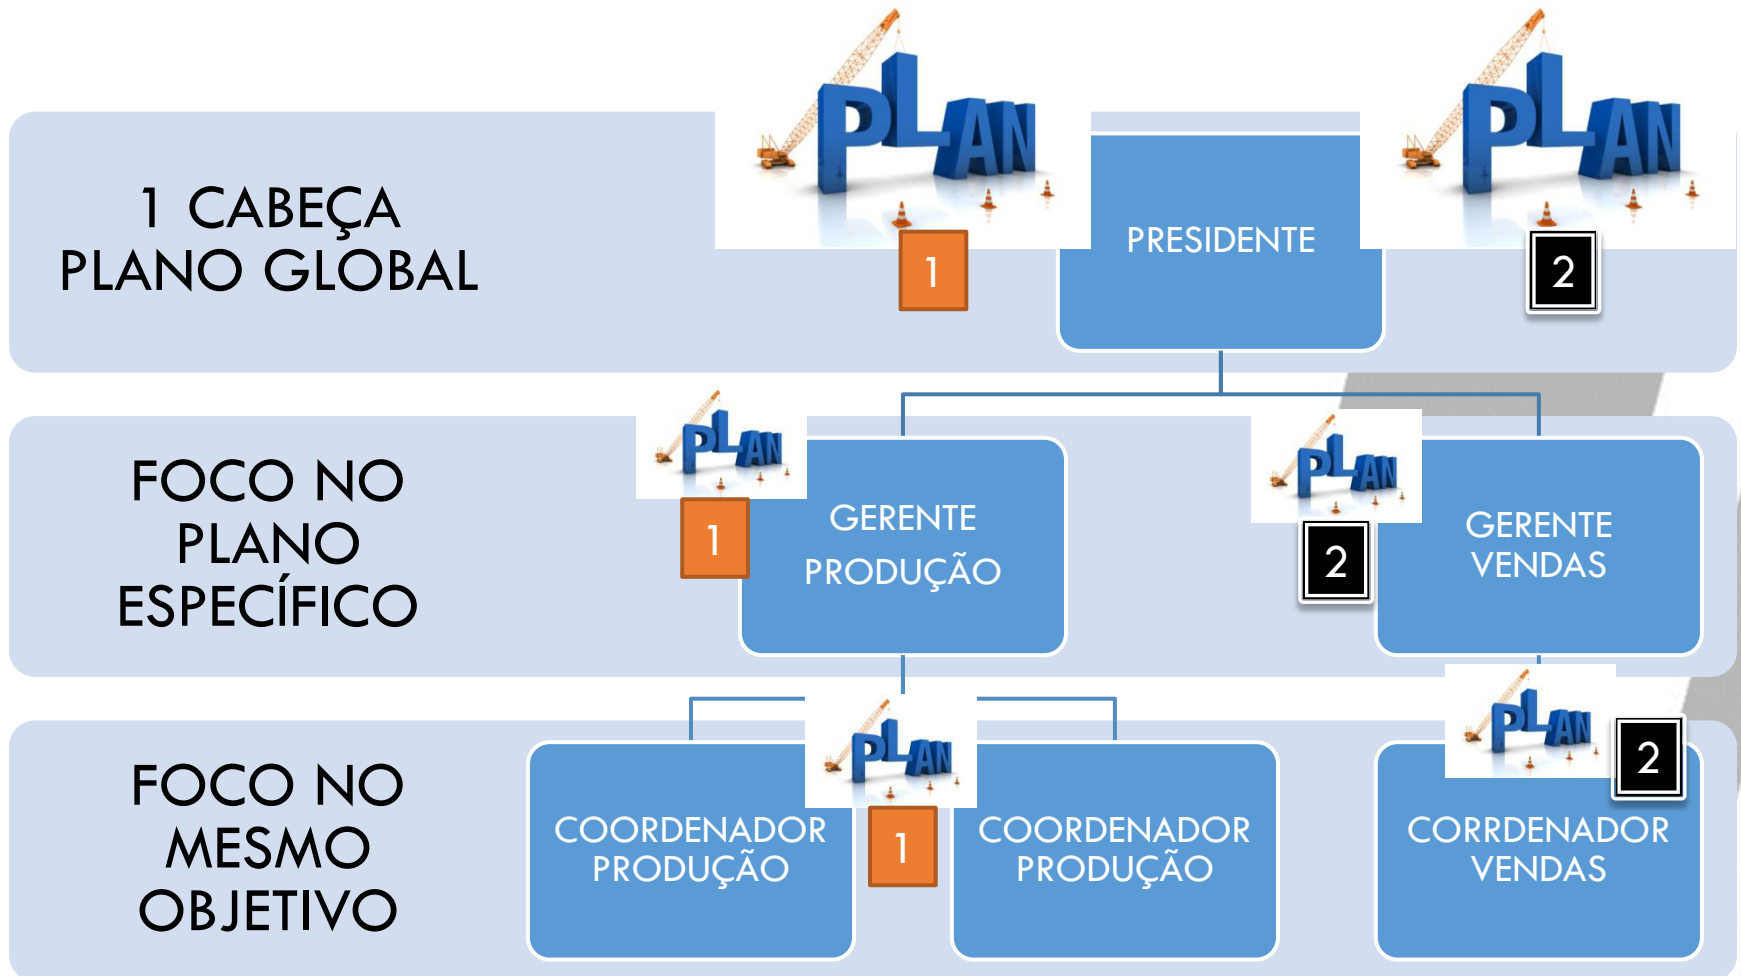 1 CABEÇA
PLANO GLOBAL
PLAN
1
PRESIDENTE
PLAN
2
FOCO NO
PLANO
ESPECÍFICO
PLAN
1
GERENTE
PRODUÇÃO
PLAN
2
GERENTE
VENDAS
FOCO NO
MESMO
OBJETIVO
COORDENADOR
PRODUÇÃO
PLAN
1
COORDENADOR
PRODUÇÃO
PLAN
2
CORRDENADOR
VENDAS